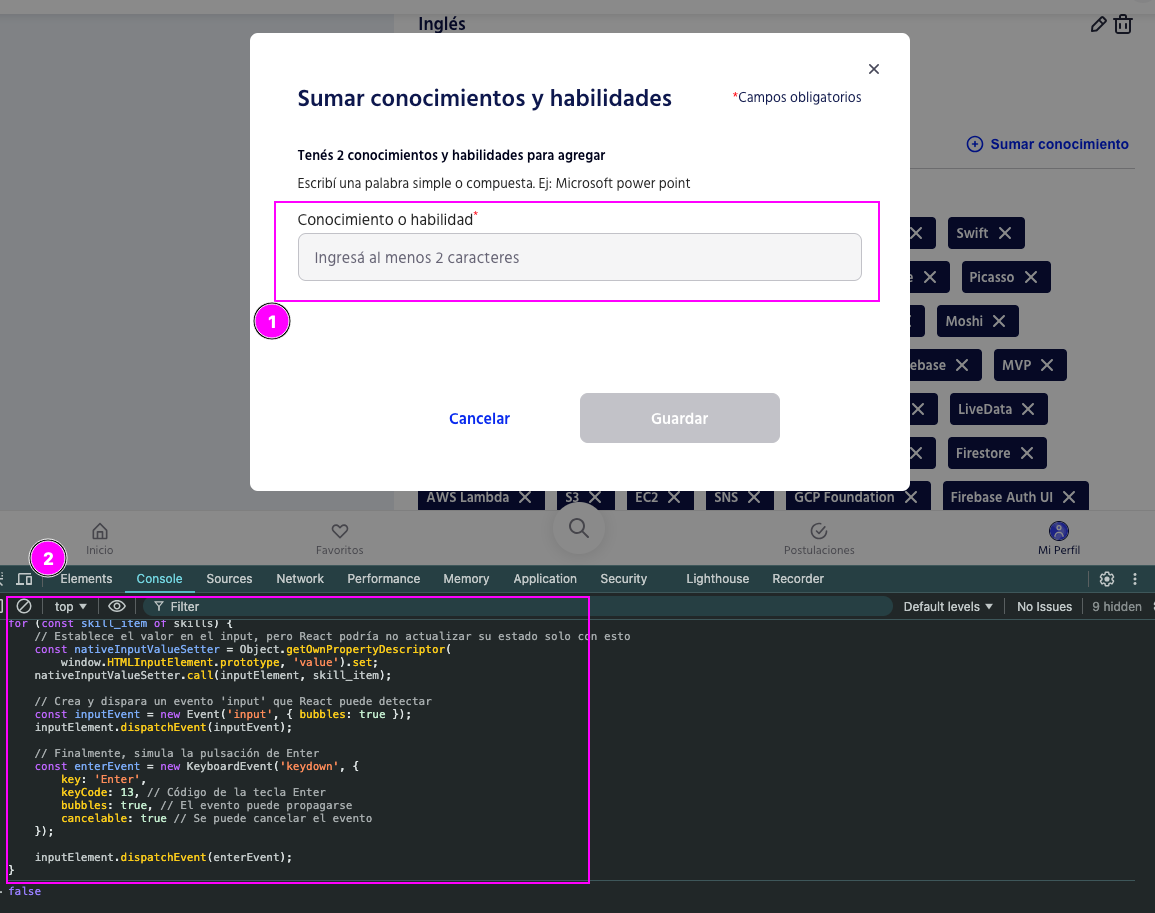 Inglés
Sumar conocimientos y habilidades
*Campos obligatorios
Tenés 2 conocimientos y habilidades para agregar
Escribí una palabra simple o compuesta. Ej: Microsoft power point
Conocimiento o habilidad*
Ingresá al menos 2 caracteres
1
Cancelar
Guardar
Sumar conocimiento
Swift
Picasso
Moshi
ebase
MVP
LiveData
Firestore
AWS Lambda
S3
EC2
SNS
GCP Foundation
Firebase Auth UI
Inicio
Favoritos
Postulaciones
Mi Perfil
2
Elements
Console
Sources
Network
Performance
Memory
Application
Security
Lighthouse
Recorder
top
Filter
Default levels
No Issues
9 hidden
for (const skill_item of skills) {
// Establece el valor en el input, pero React podría no actualizar su estado solo con esto
const nativeInputValueSetter = Object.getOwnPropertyDescriptor(
window.HTMLInputElement.prototype, 'value').set;
nativeInputValueSetter.call(inputElement, skill_item);
// Crea y dispara un evento 'input' que React puede detectar
const inputEvent = new Event('input', { bubbles: true });
inputElement.dispatchEvent(inputEvent);
// Finalmente, simula la pulsación de Enter
const enterEvent = new KeyboardEvent('keydown', {
key: 'Enter',
keyCode: 13, // Código de la tecla Enter
bubbles: true, // El evento puede propagarse
cancelable: true // Se puede cancelar el evento
});
inputElement.dispatchEvent(enterEvent);
}
false